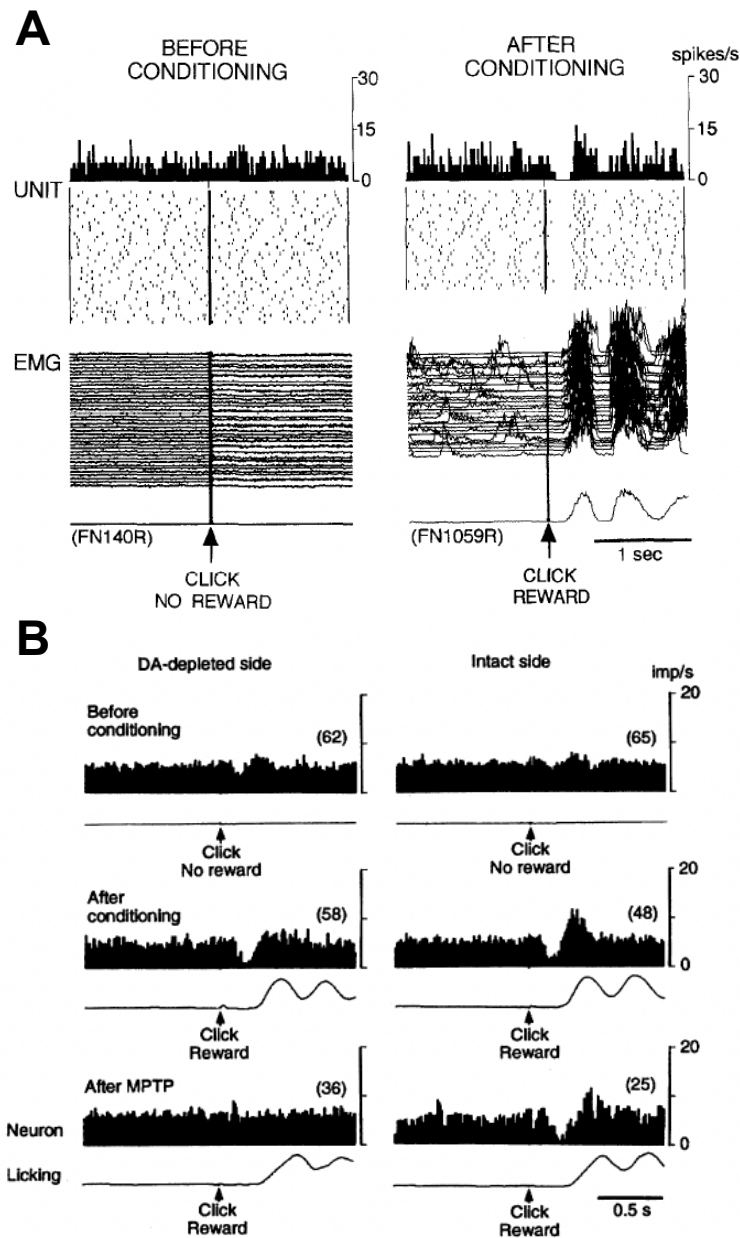 A
BEFORE
CONDITIONING
AFTER
CONDITIONING
spikes/s
30
15
0
30
15
0
UNIT
EMG
(FN140R)
(FN1059R)
1 sec
CLICK
NO REWARD
CLICK
REWARD
B
DA-depleted side
Intact side
imp/s
Before
conditioning
(62)
(65)
20
0
Click
No reward
Click
No reward
After
conditioning
(58)
(48)
20
0
Click
Reward
Click
Reward
After MPTP
(36)
(25)
20
0
Neuron
Licking
Click
Reward
Click
Reward
0.5 s